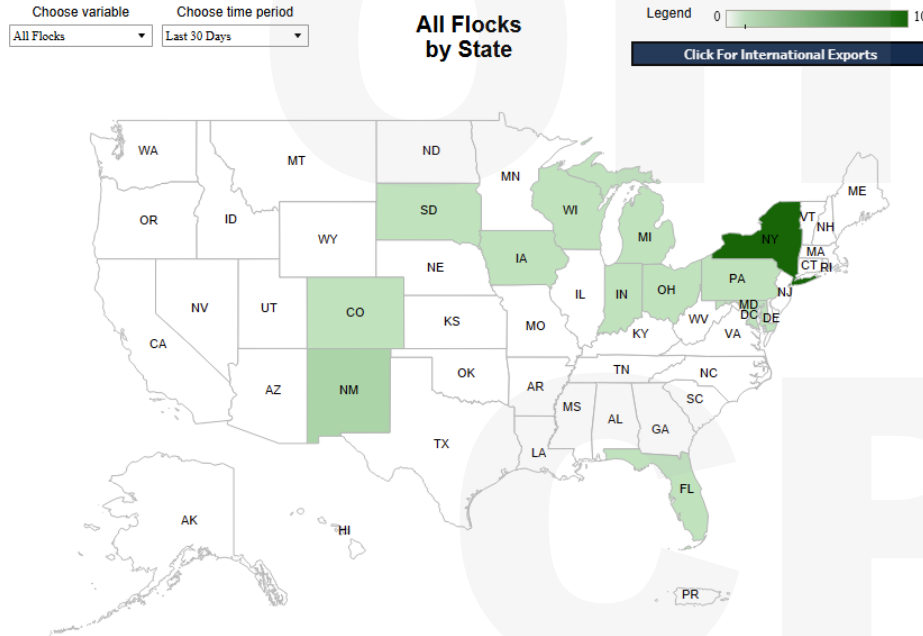 Choose variable
All Flocks
Choose time period
Last 30 Days
All Flocks
by State
Legend 0 10
Click For International Exports
WA
MT
ND
MN
ME
OR
ID
SD
WI
VT
NH
WY
MI
NY
MA
CT RI
IA
PA
NE
NJ
NV
UT
CO
IL
IN
OH
MD
DC
DE
WV
VA
CA
KS
MO
KY
TN
NC
AZ
NM
OK
AR
SC
MS
AL
GA
TX
LA
FL
AK
HI
PR